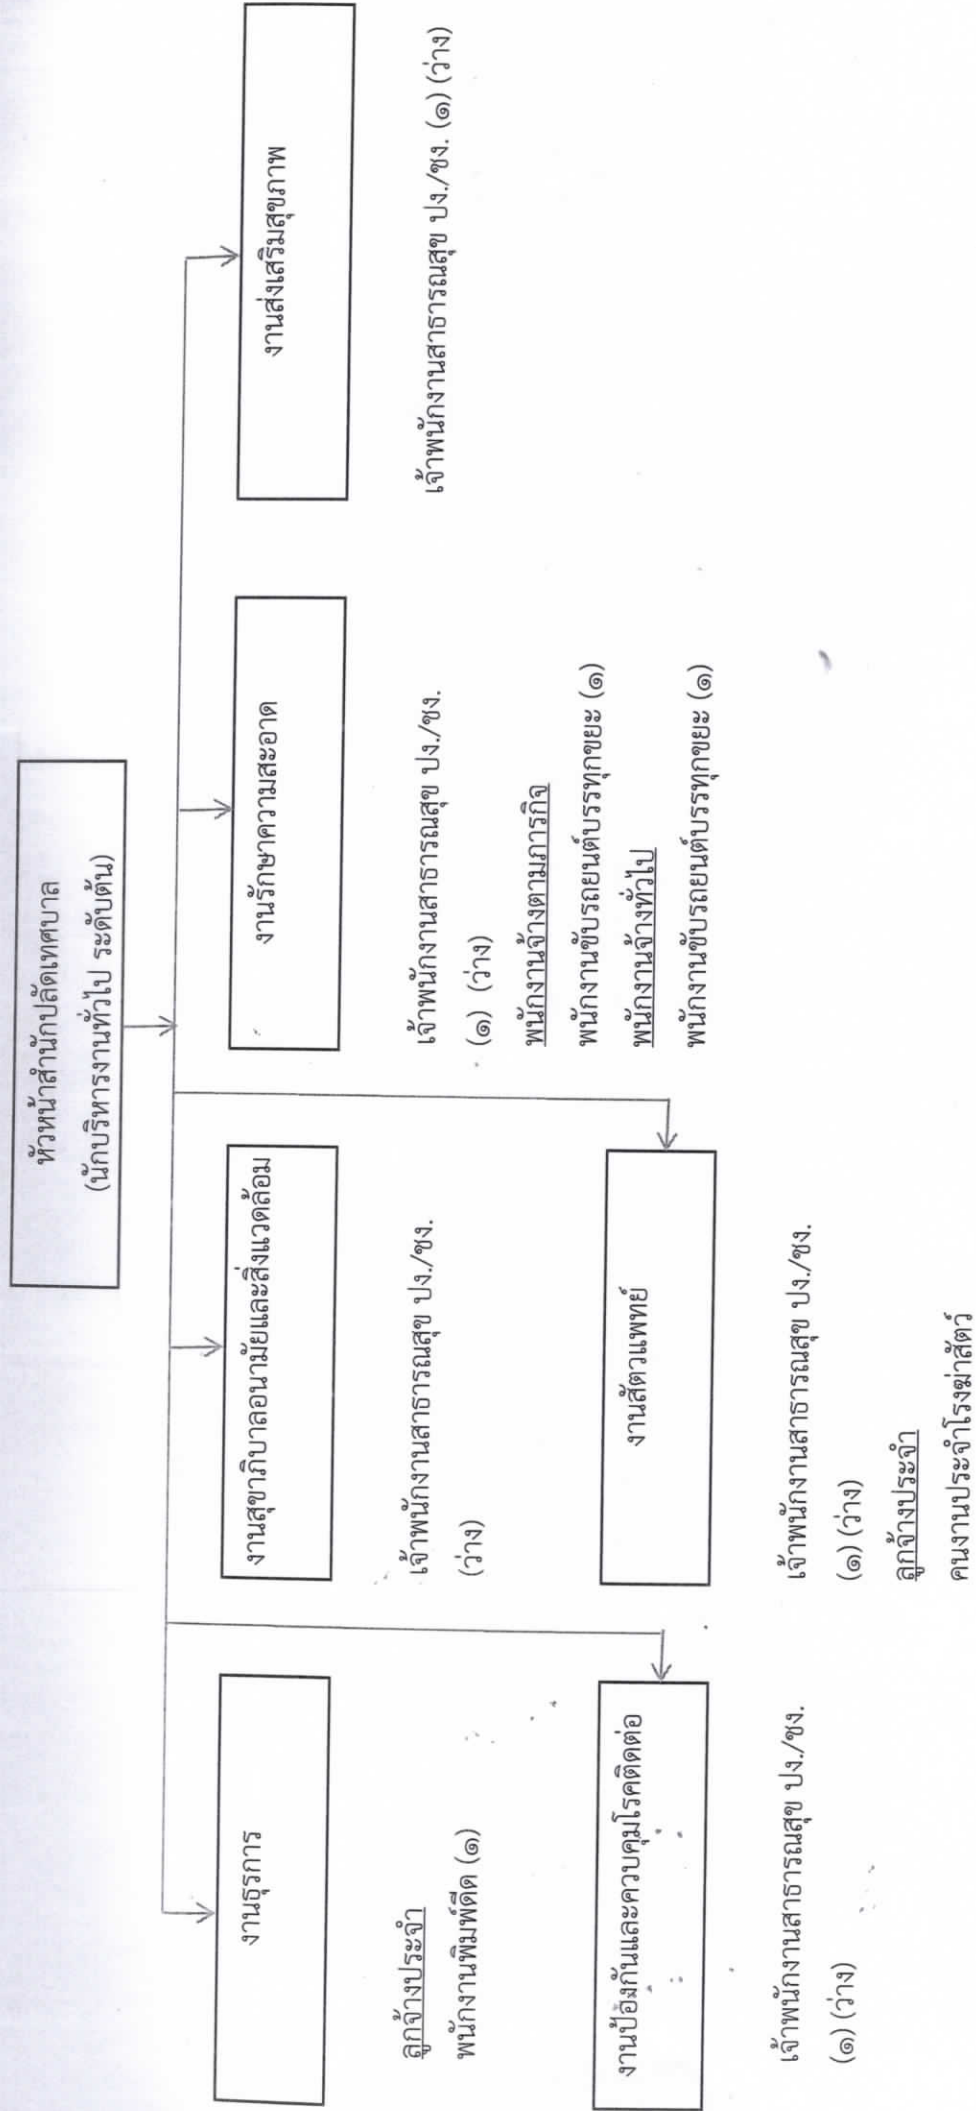 หัวหน้าสำนักปลัดเทศบาล
(นักบริหารงานทั่วไป ระดับต้น)
งานธุรการ
ลูกจ้างประจำ
พนักงานพิมพ์ดีด (๑)
งานสุขาภิบาลอนามัยและสิ่งแวดล้อม
เจ้าพนักงานสาธารณสุข ปง./ชง.
(ว่าง)
งานรักษาความสะอาด
เจ้าพนักงานสาธารณสุข ปง./ชง.
(๑) (ว่าง)
พนักงานจ้างตามภารกิจ
พนักงานขับรถยนต์บรรทุกขยะ (๑)
พนักงานจ้างทั่วไป
พนักงานขับรถยนต์บรรทุกขยะ (๑)
งานส่งเสริมสุขภาพ
เจ้าพนักงานสาธารณสุข ปง./ชง. (๑) (ว่าง)
งานป้องกันและควบคุมโรคติดต่อ
เจ้าพนักงานสาธารณสุข ปง./ชง.
(๑) (ว่าง)
งานสัตวแพทย์
เจ้าพนักงานสาธารณสุข ปง./ชง.
(๑) (ว่าง)
ลูกจ้างประจำ
คนงานประจำโรงฆ่าสัตว์